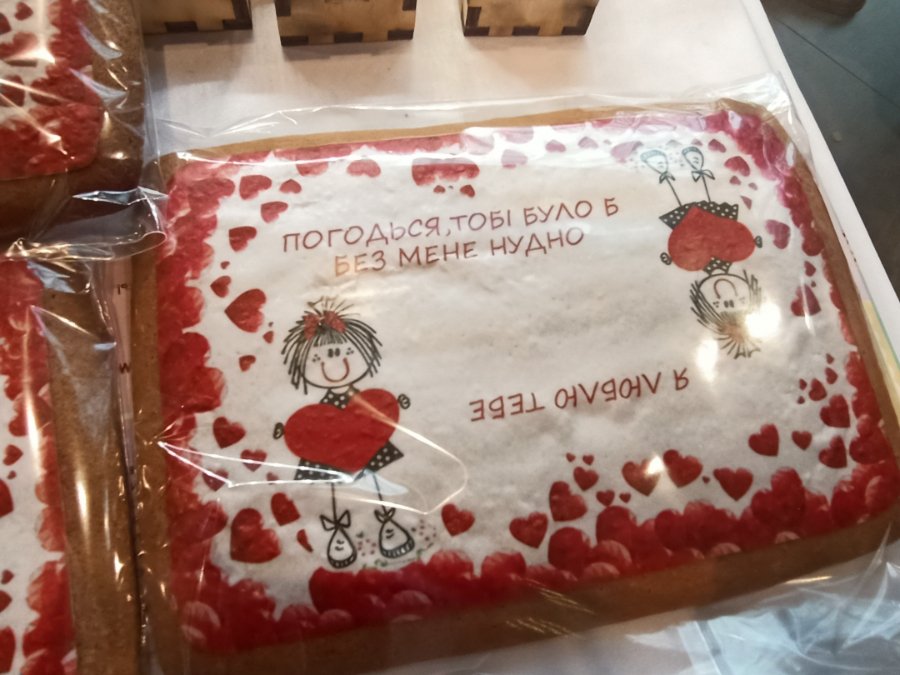 ПОГОДЬСЯ,ТОБІ БУЛО Б
БЕЗ МЕНЕ НУДНО
Я ЛЮБЛЮ ТЕБЕ